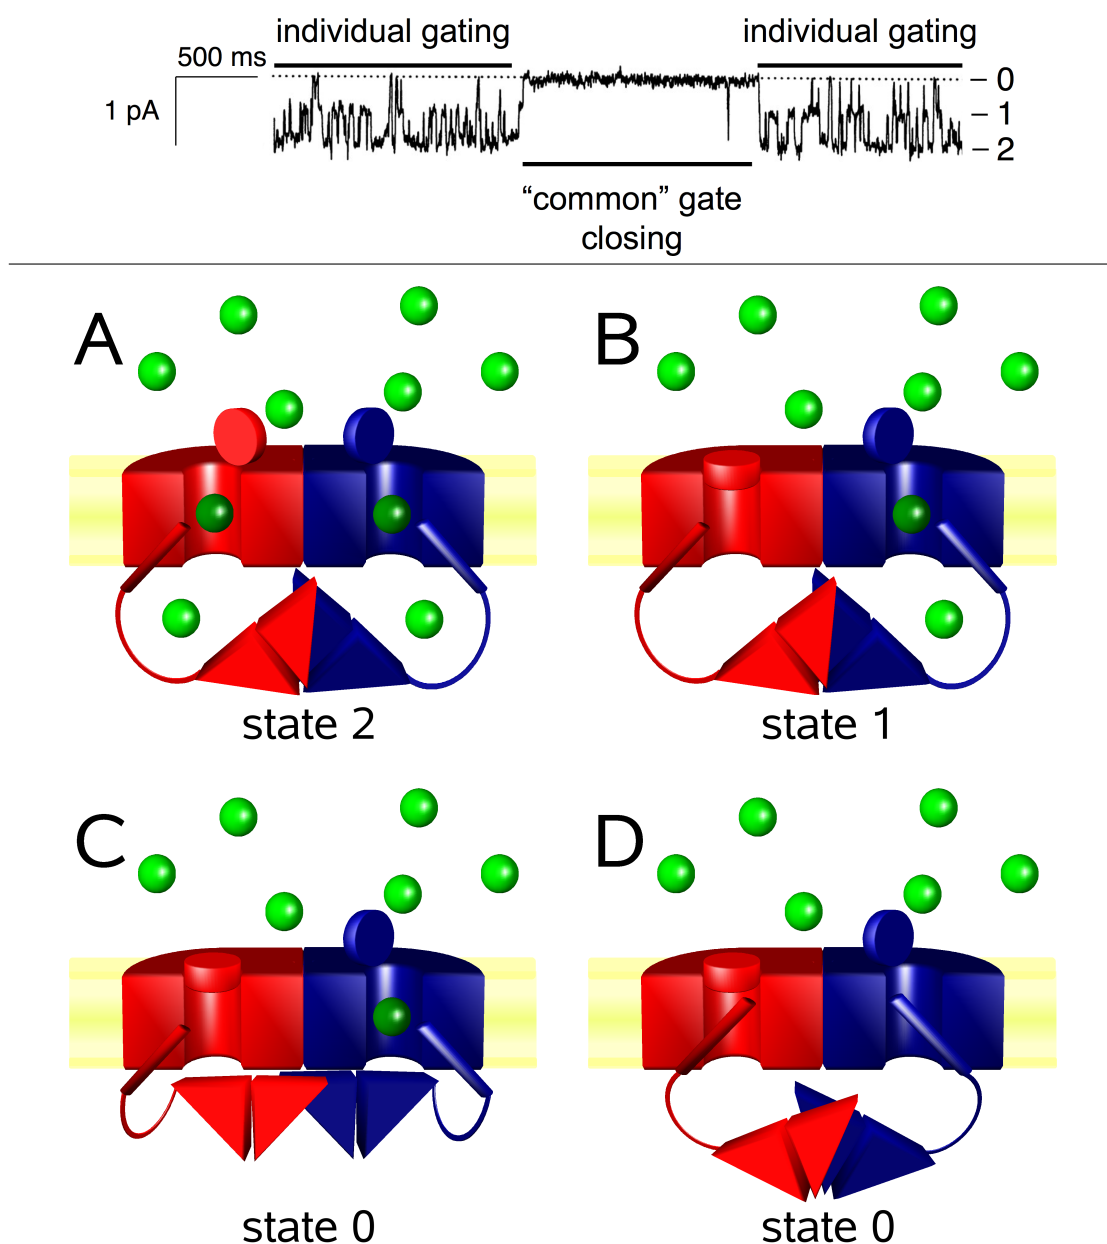 individual gating
individual gating
500 ms
1 pA
– 0
– 1
– 2
“common” gate
closing
A
B
state 2
state 1
C
D
state 0
state 0